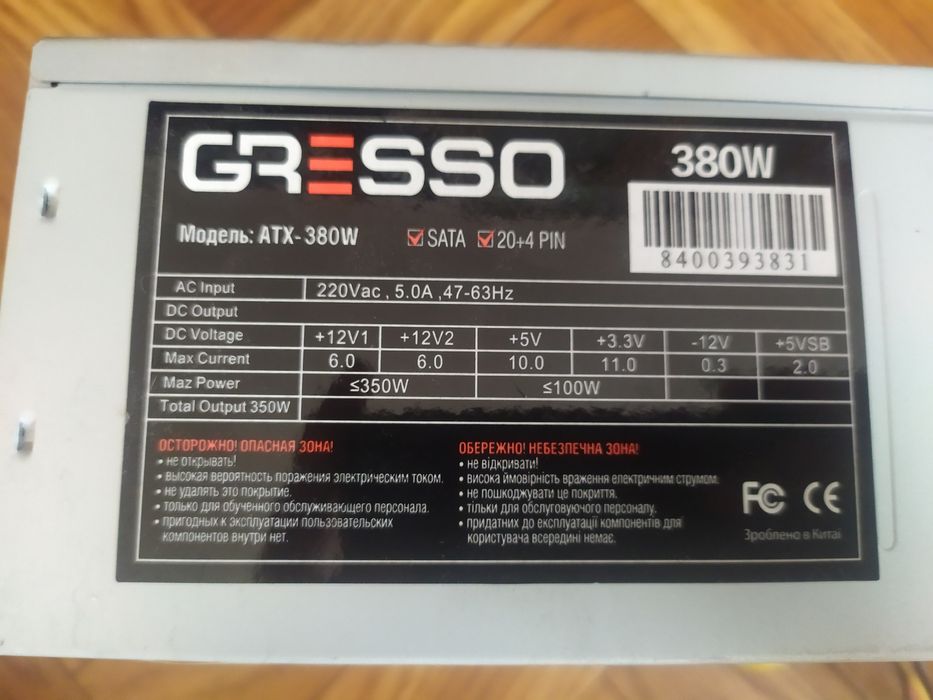 GRESSO
380W
Модель: ATX-380W
SATA 20+4 PIN
8400393831
AC Input 220Vac , 5.0A ,47-63Hz
DC Output
DC Voltage +12V1 +12V2 +5V +3.3V -12V +5VSB
Max Current 6.0 6.0 10.0 11.0 0.3 2.0
Maz Power ≤350W ≤100W
Total Output 350W
ОСТОРОЖНО! ОПАСНАЯ ЗОНА!
• не открывать!
• высокая вероятность поражения электрическим током.
• не удалять это покрытие.
• только для обученного обслуживающего персонала.
• пригодных к эксплуатации пользовательских
компонентов внутри нет.
ОБЕРЕЖНО! НЕБЕЗПЕЧНА ЗОНА!
• не відкривати!
• висока ймовірність враження електричним струмом.
• не пошкоджувати це покриття.
• тільки для обслуговуючого персоналу.
• придатних до експлуатації компонентів для
користувача всередині немає.
FC CE
Зроблено в Китаї